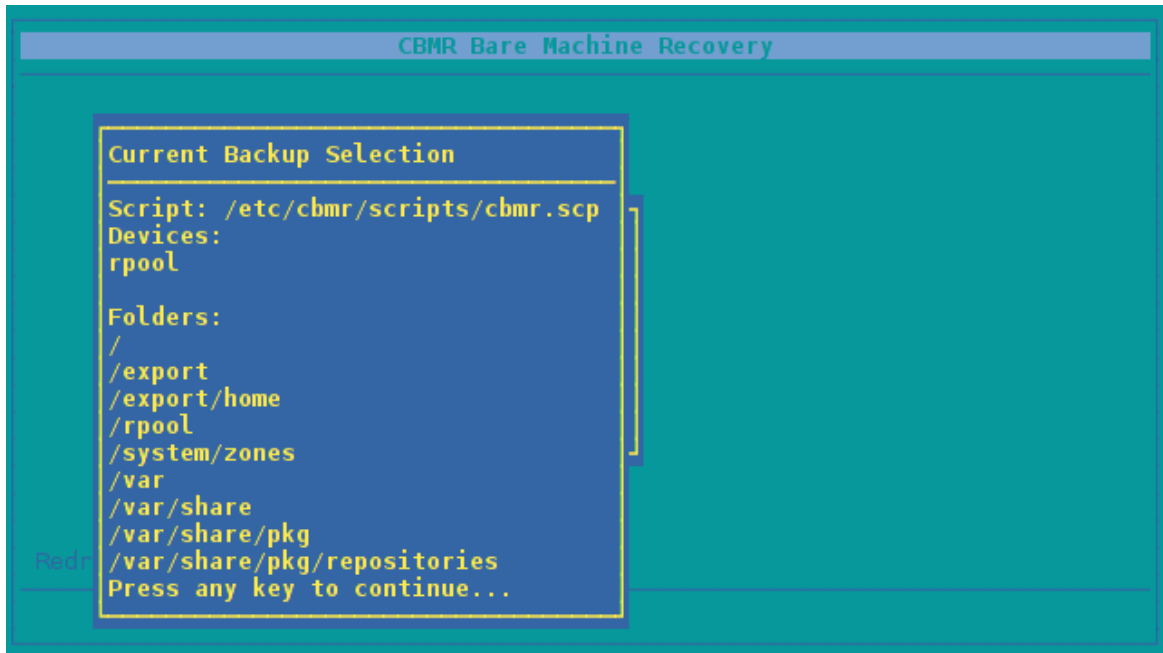 CBMR Bare Machine Recovery
Current Backup Selection
Script: /etc/cbmr/scripts/cbmr.scp
Devices:
rpool
Folders:
/
/export
/export/home
/rpool
/system/zones
/var
/var/share
/var/share/pkg
/var/share/pkg/repositories
Press any key to continue...